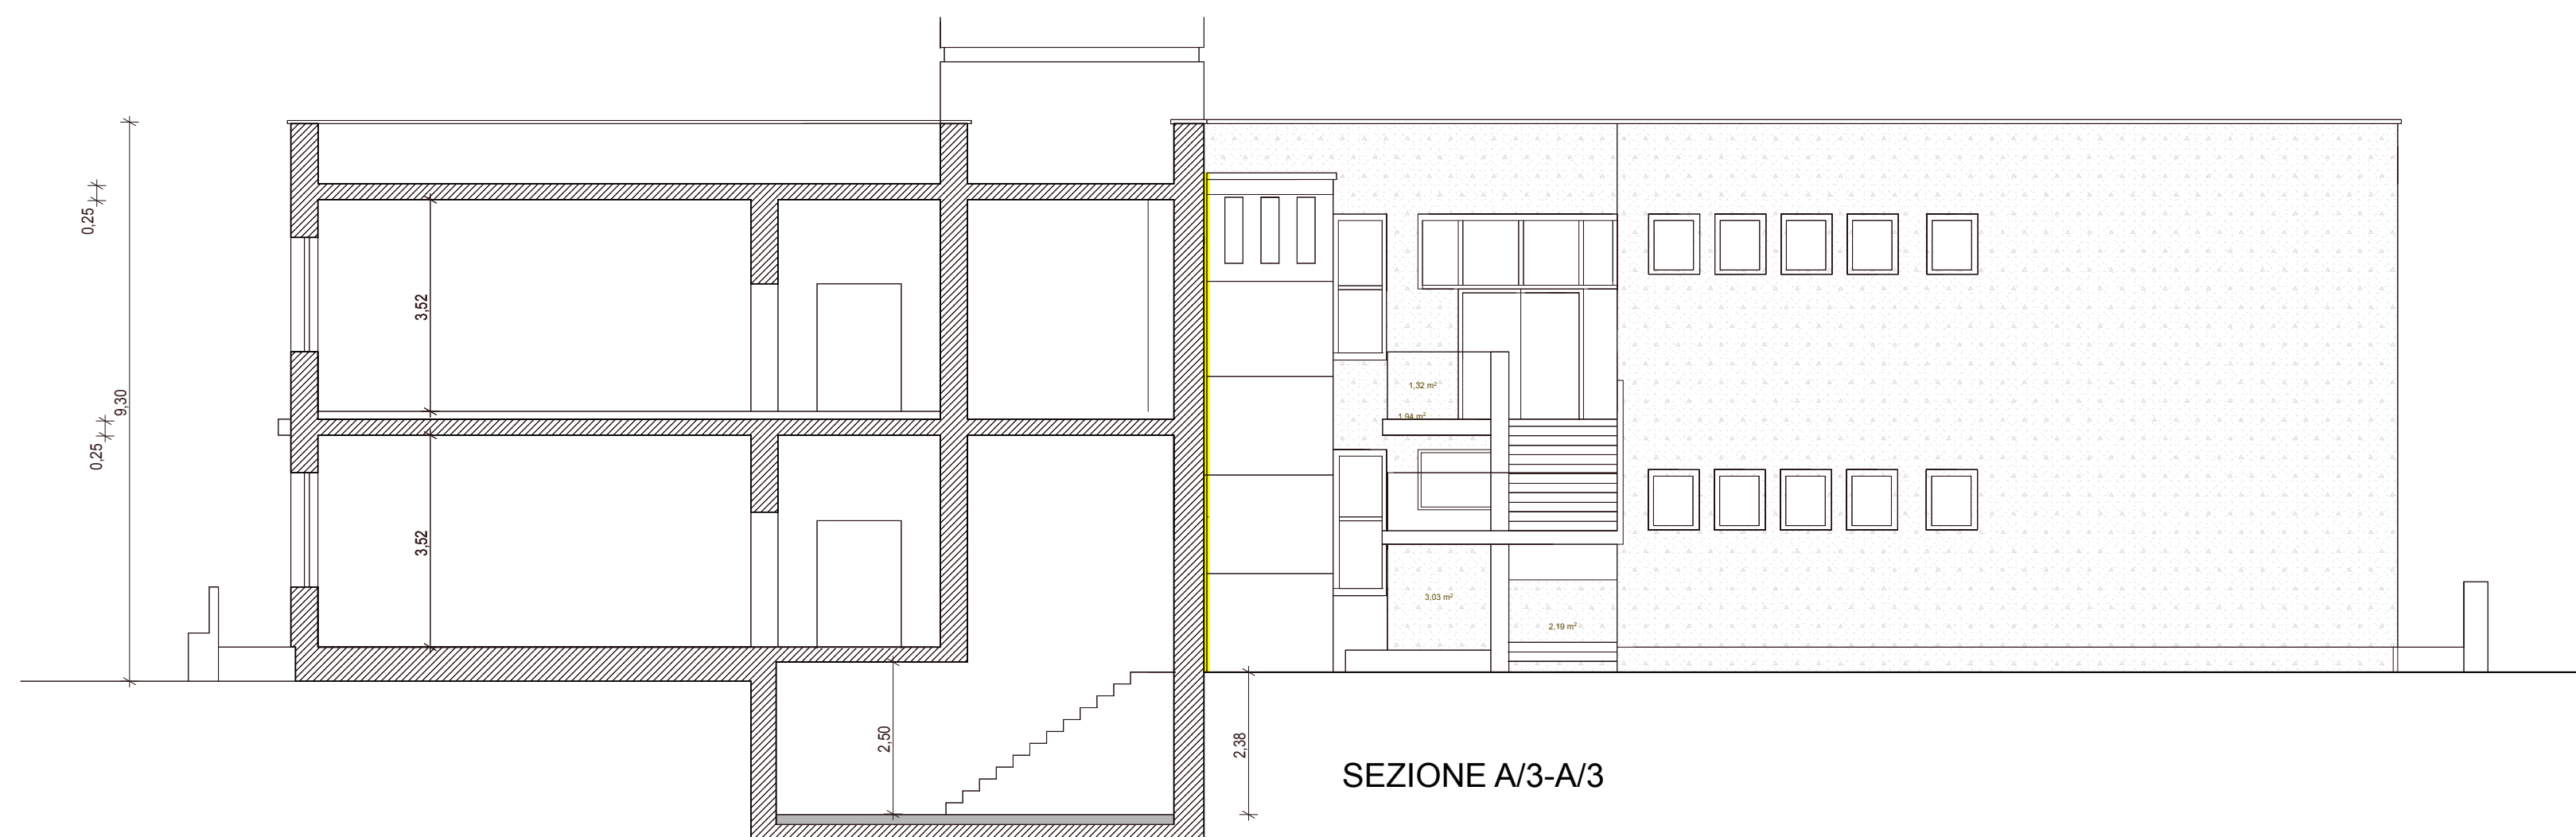 0,25
9,30
0,25
3,52
3,52
2,50
2,38
1,32 m²
1,94 m²
3,03 m²
2,19 m²
SEZIONE A/3-A/3